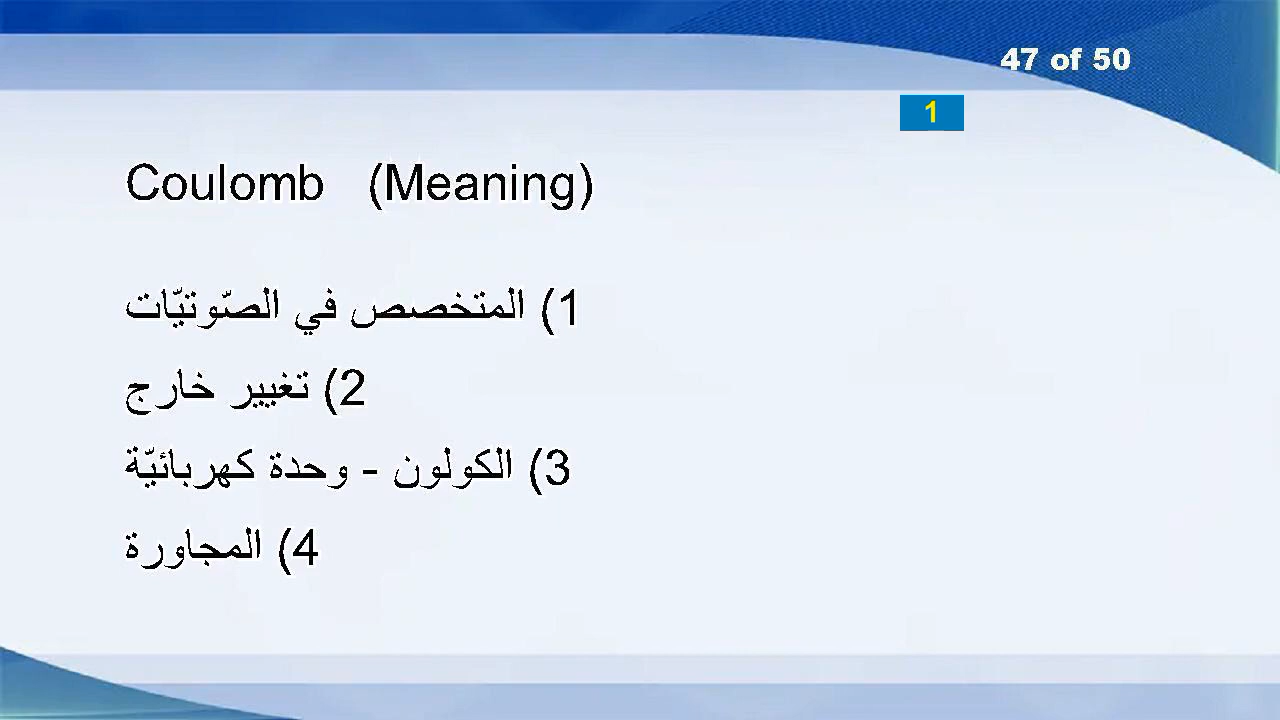 47 of 50
1
Coulomb (Meaning)
1) المتخصص في الصّوتيّات
2) تغيير خارج
3) الكولون - وحدة كهربائيّة
4) المجاورة